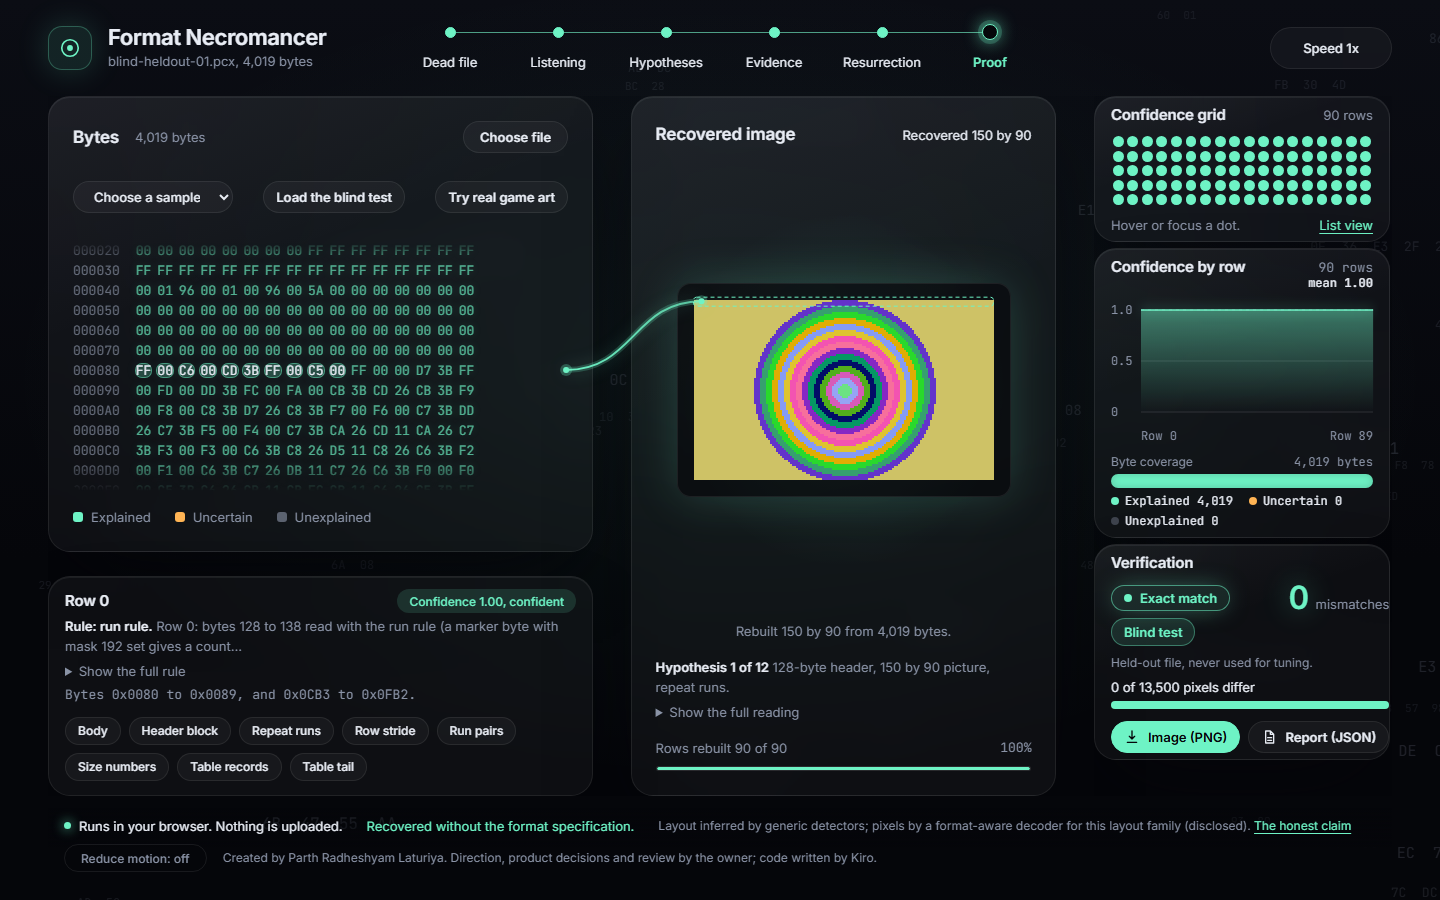 Format Necromancer
blind-heldout-01.pcx, 4,019 bytes
Dead file
Listening
Hypotheses
Evidence
Resurrection
Proof
Speed 1x
Bytes
4,019 bytes
Choose file
Choose a sample
Load the blind test
Try real game art
000020 00 00 00 00 00 00 00 00 FF FF FF FF FF FF FF FF
000030 FF FF FF FF FF FF FF FF FF FF FF FF FF FF FF FF
000040 00 01 96 00 01 00 96 00 5A 00 00 00 00 00 00 00
000050 00 00 00 00 00 00 00 00 00 00 00 00 00 00 00 00
000060 00 00 00 00 00 00 00 00 00 00 00 00 00 00 00 00
000070 00 00 00 00 00 00 00 00 00 00 00 00 00 00 00 00
000080 FF 00 C6 00 CD 3B FF 00 C5 00 FF 00 00 D7 3B FF
000090 00 FD 00 DD 3B FC 00 FA 00 CB 3B CD 26 CB 3B F9
0000A0 00 F8 00 C8 3B D7 26 C8 3B F7 00 F6 00 C7 3B DD
0000B0 26 C7 3B F5 00 F4 00 C7 3B CA 26 CD 11 CA 26 C7
0000C0 3B F3 00 F3 00 C6 3B C8 26 D5 11 C8 26 C6 3B F2
0000D0 00 F1 00 C6 3B C7 26 DB 11 C7 26 C6 3B F0 00 F0
Explained
Uncertain
Unexplained
Row 0
Confidence 1.00, confident
Rule: run rule. Row 0: bytes 128 to 138 read with the run rule (a marker byte with
mask 192 set gives a count...
Show the full rule
Bytes 0x0080 to 0x0089, and 0x0CB3 to 0x0FB2.
Body
Header block
Repeat runs
Row stride
Run pairs
Size numbers
Table records
Table tail
Recovered image
Recovered 150 by 90
Rebuilt 150 by 90 from 4,019 bytes.
Hypothesis 1 of 12 128-byte header, 150 by 90 picture,
repeat runs.
Show the full reading
Rows rebuilt 90 of 90
100%
Confidence grid
90 rows
Hover or focus a dot.
List view
Confidence by row
90 rows
mean 1.00
1.0
0.5
0
Row 0
Row 89
Byte coverage
4,019 bytes
Explained 4,019
Uncertain 0
Unexplained 0
Verification
Exact match
0 mismatches
Blind test
Held-out file, never used for tuning.
0 of 13,500 pixels differ
Image (PNG)
Report (JSON)
Runs in your browser. Nothing is uploaded.
Recovered without the format specification.
Layout inferred by generic detectors; pixels by a format-aware decoder for this layout family (disclosed). The honest claim
Reduce motion: off
Created by Parth Radheshyam Laturiya. Direction, product decisions and review by the owner; code written by Kiro.